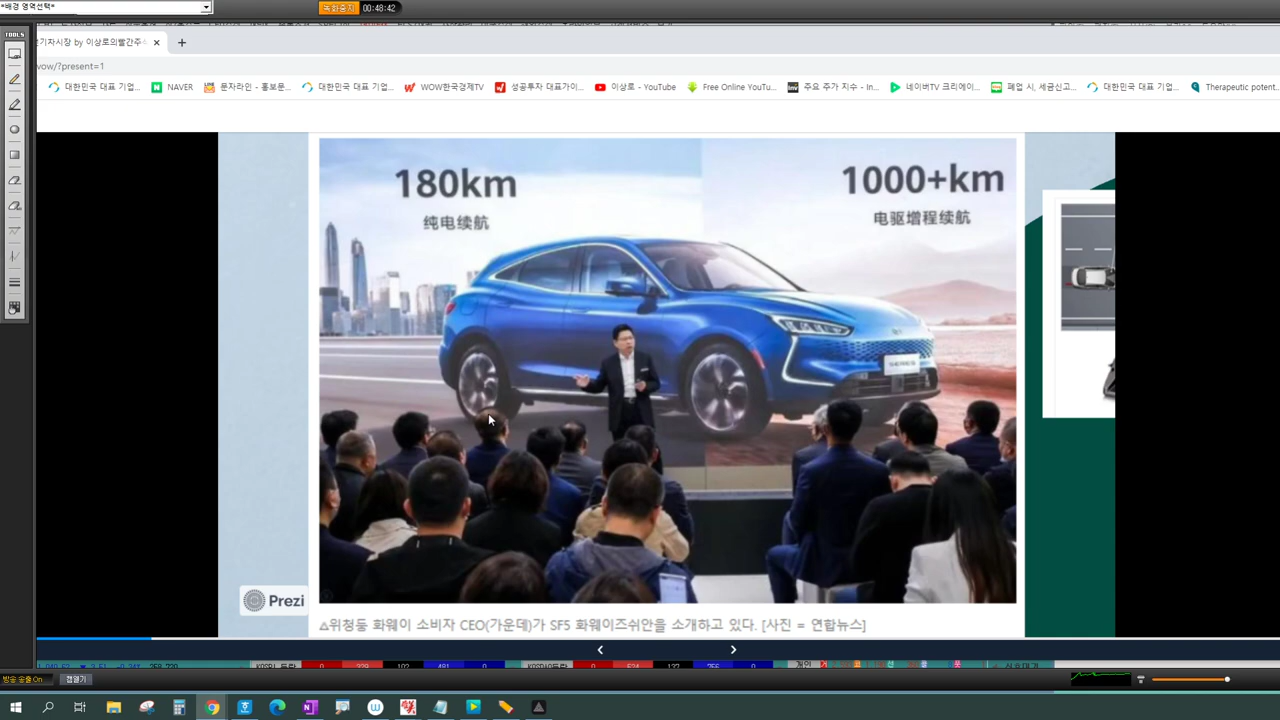 *배경 영역선택*
녹화중지 00:48:42
TOOLS
기차시장 by 이상로의빨간주식
vow/?present=1
대한민국 대표 기업...
NAVER
문자라인 - 홍보문...
대한민국 대표 기업...
WOW한국경제TV
성공투자 대표가이...
이상로 - YouTube
Free Online YouTu...
주요 주가 지수 - In...
네이버TV 크리에이...
폐업 시, 세금신고...
대한민국 대표 기업...
Therapeutic potent...
180km
1000+km
纯电续航
电驱增程续航
Prezi
△위청둥 화웨이 소비자 CEO(가운데)가 SF5 화웨이즈쉬안을 소개하고 있다. [사진 = 연합뉴스]
방송 송출On
캡열기